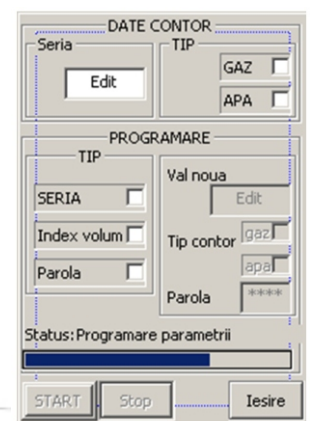 DATE CONTOR
Seria
TIP
Edit
GAZ
APA
PROGRAMARE
TIP
SERIA
Index volum
Parola
Val noua
Edit
Tip contor
gaz
apa
Parola
****
Status:Programare parametrii
START
Stop
Iesire